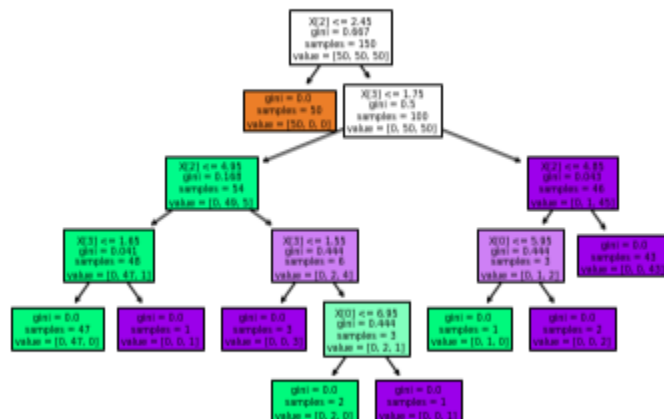 X[2] <= 2.45
gini = 0.667
samples = 150
value = [50, 50, 50]
gini = 0.0
samples = 50
value = [50, 0, 0]
X[3] <= 1.75
gini = 0.5
samples = 100
value = [0, 50, 50]
X[2] <= 4.95
gini = 0.168
samples = 54
value = [0, 49, 5]
X[2] <= 4.85
gini = 0.043
samples = 46
value = [0, 1, 45]
X[3] <= 1.65
gini = 0.041
samples = 48
value = [0, 47, 1]
X[3] <= 1.55
gini = 0.444
samples = 6
value = [0, 2, 4]
X[0] <= 5.95
gini = 0.444
samples = 3
value = [0, 1, 2]
gini = 0.0
samples = 43
value = [0, 0, 43]
gini = 0.0
samples = 47
value = [0, 47, 0]
gini = 0.0
samples = 1
value = [0, 0, 1]
gini = 0.0
samples = 3
value = [0, 0, 3]
X[0] <= 6.95
gini = 0.444
samples = 3
value = [0, 2, 1]
gini = 0.0
samples = 1
value = [0, 1, 0]
gini = 0.0
samples = 2
value = [0, 0, 2]
gini = 0.0
samples = 2
value = [0, 2, 0]
gini = 0.0
samples = 1
value = [0, 0, 1]